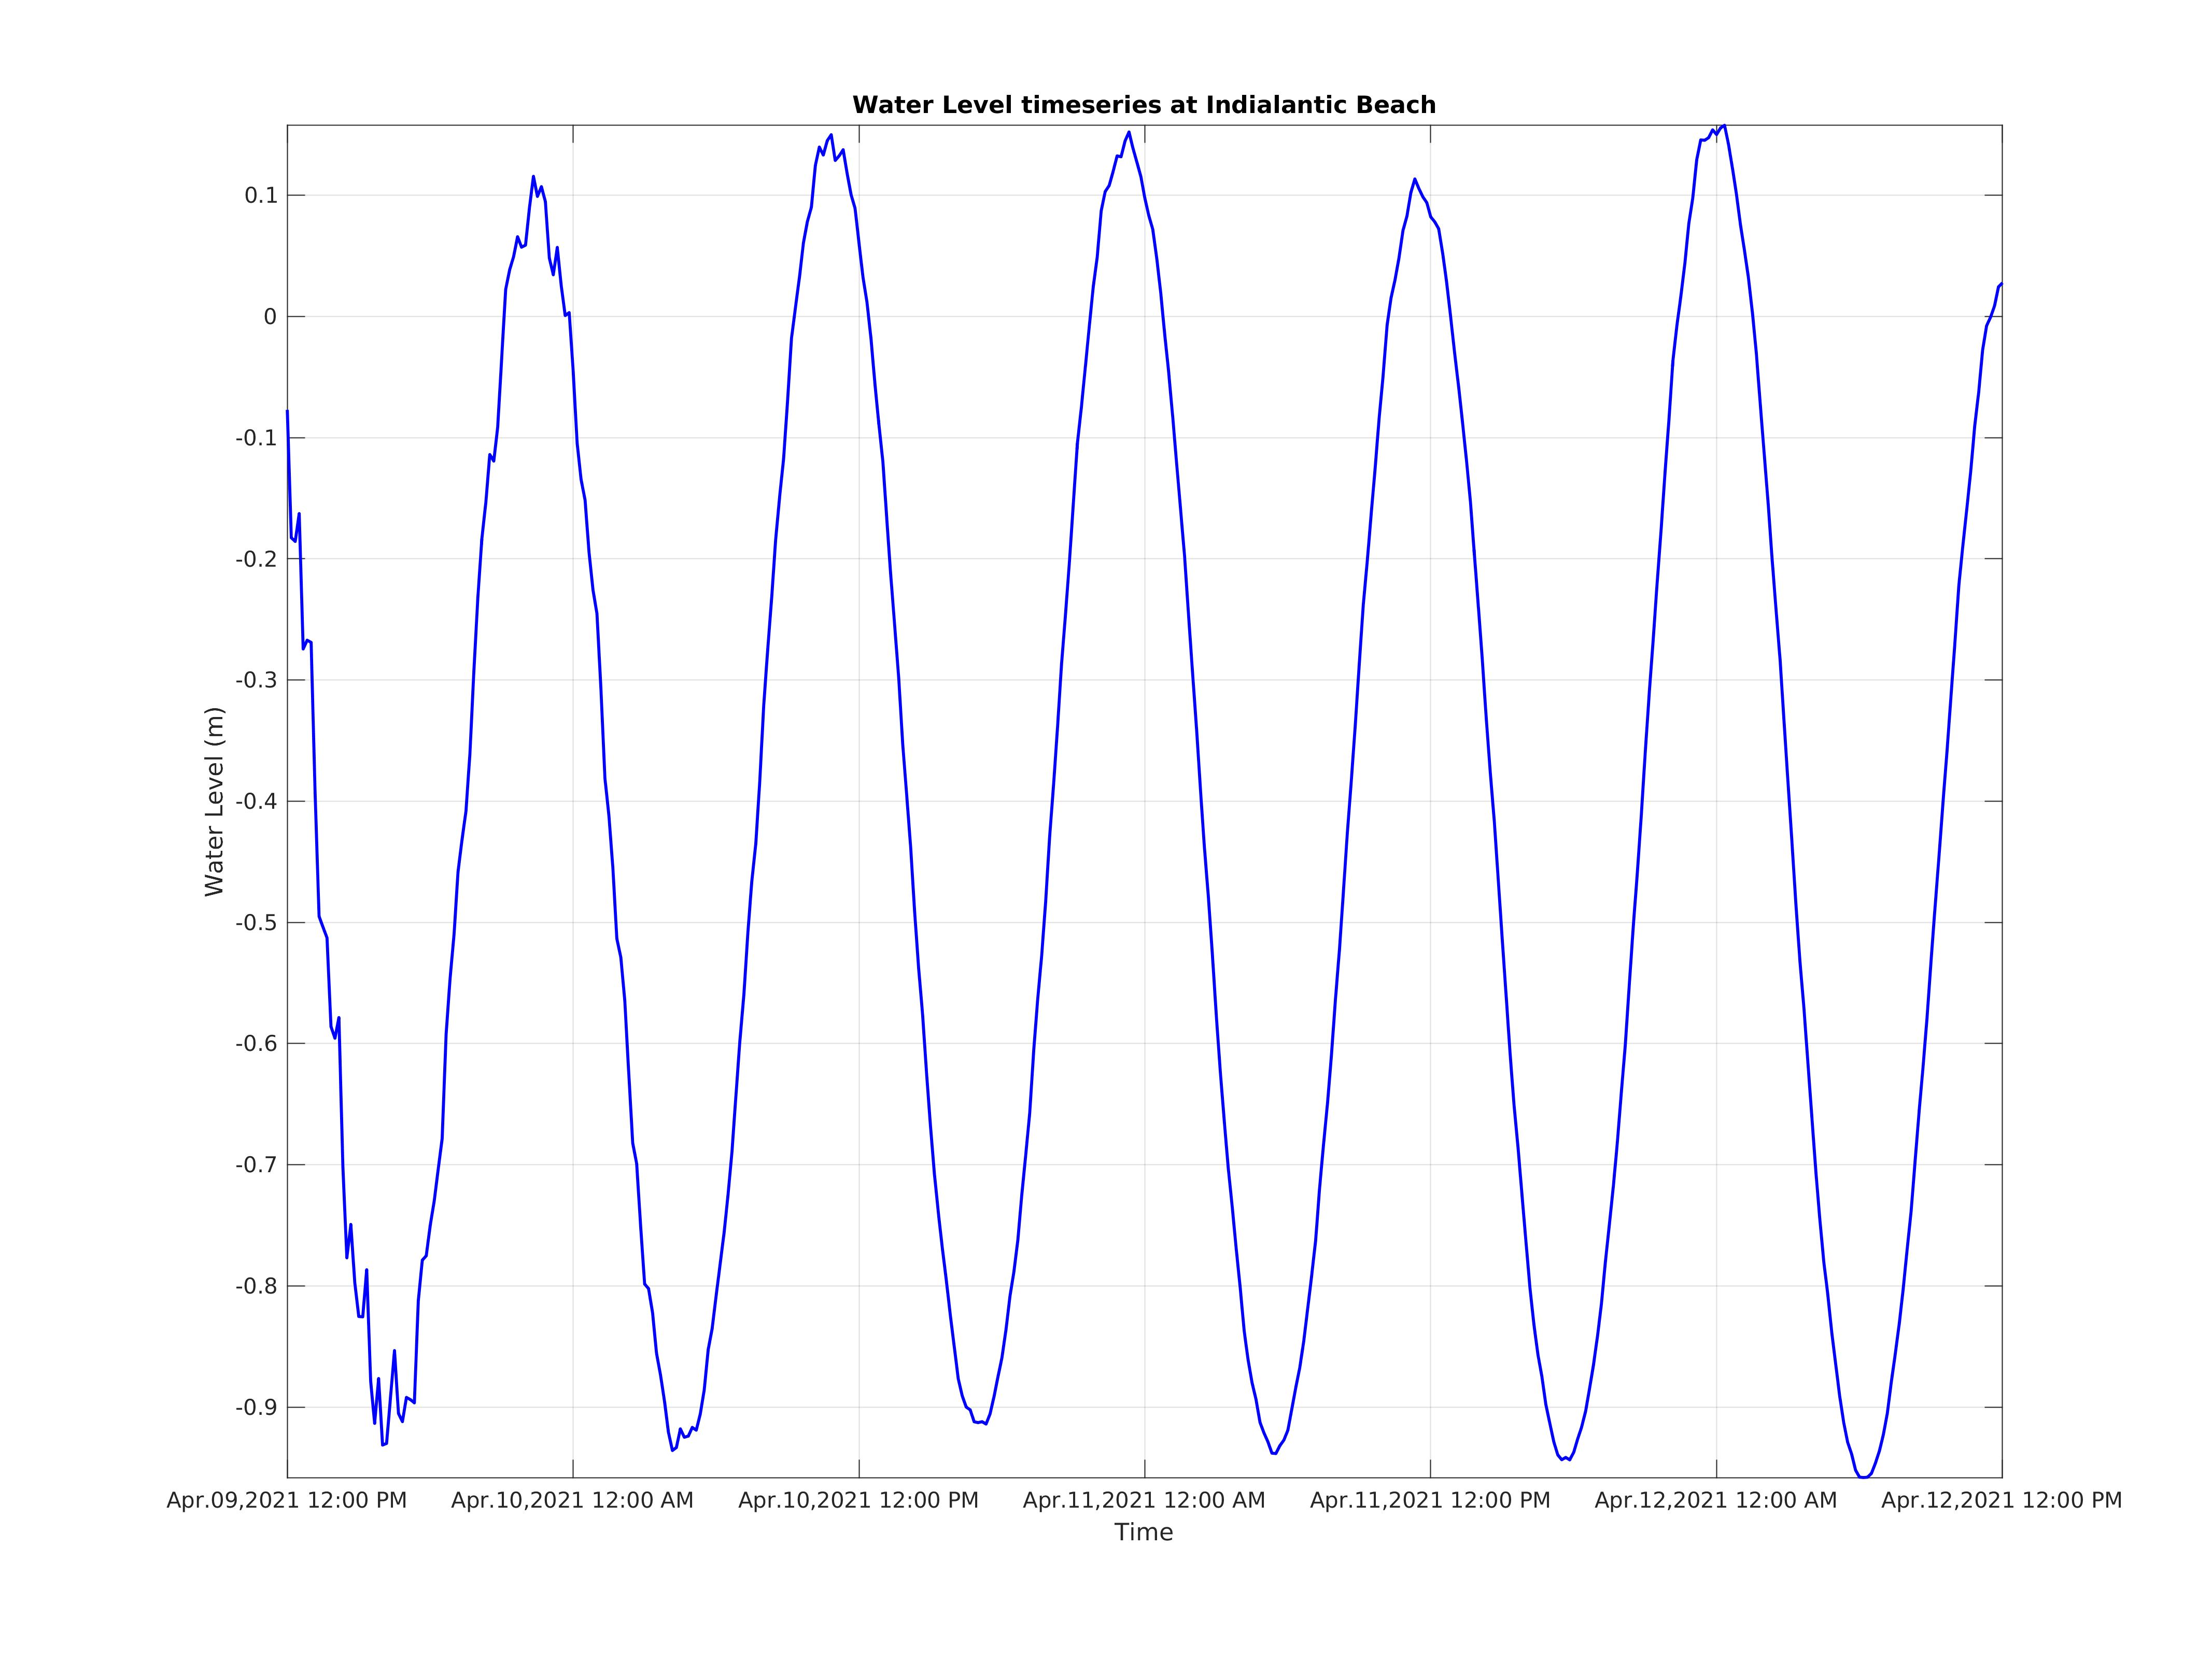 Water Level timeseries at Indialantic Beach
0.1
0
-0.1
-0.2
-0.3
-0.4
-0.5
-0.6
-0.7
-0.8
-0.9
Water Level (m)
Apr.09,2021 12:00 PM Apr.10,2021 12:00 AM Apr.10,2021 12:00 PM Apr.11,2021 12:00 AM Apr.11,2021 12:00 PM Apr.12,2021 12:00 AM Apr.12,2021 12:00 PM
Time